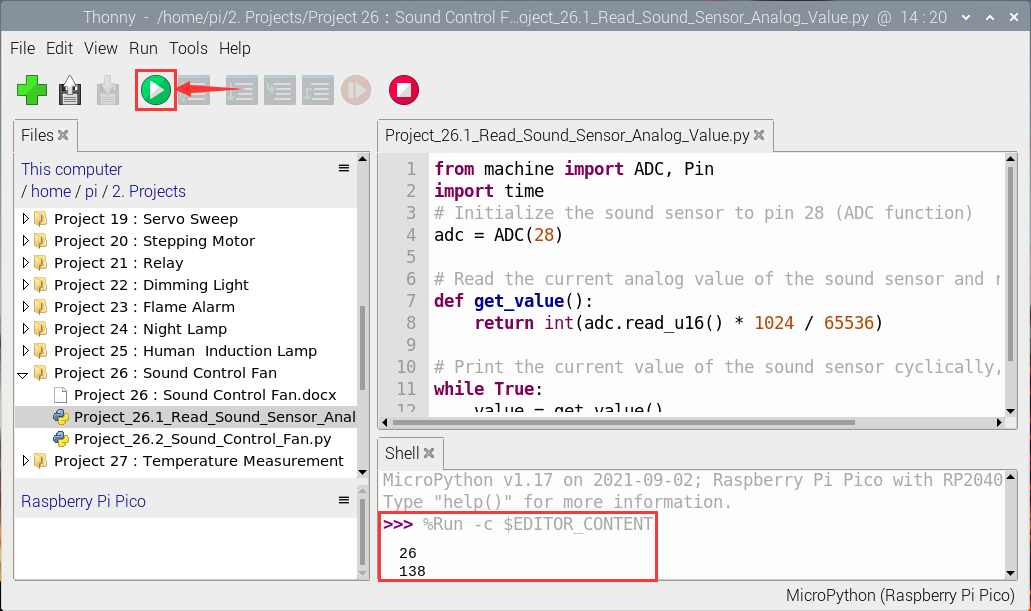 Thonny - /home/pi/2. Projects/Project 26 : Sound Control F...oject_26.1_Read_Sound_Sensor_Analog_Value.py @ 14 : 20
File Edit View Run Tools Help
Files
This computer
/ home / pi / 2. Projects
Project 19 : Servo Sweep
Project 20 : Stepping Motor
Project 21 : Relay
Project 22 : Dimming Light
Project 23 : Flame Alarm
Project 24 : Night Lamp
Project 25 : Human Induction Lamp
Project 26 : Sound Control Fan
Project 26 : Sound Control Fan.docx
Project_26.1_Read_Sound_Sensor_Anal
Project_26.2_Sound_Control_Fan.py
Project 27 : Temperature Measurement
Raspberry Pi Pico
Project_26.1_Read_Sound_Sensor_Analog_Value.py
1 from machine import ADC, Pin
2 import time
3 # Initialize the sound sensor to pin 28 (ADC function)
4 adc = ADC(28)
5
6 # Read the current analog value of the sound sensor and r
7 def get_value():
8 return int(adc.read_u16() * 1024 / 65536)
9
10 # Print the current value of the sound sensor cyclically,
11 while True:
12 value = get_value()
Shell
MicroPython v1.17 on 2021-09-02; Raspberry Pi Pico with RP2040
Type "help()" for more information.
>>> %Run -c $EDITOR_CONTENT
26
138
MicroPython (Raspberry Pi Pico)